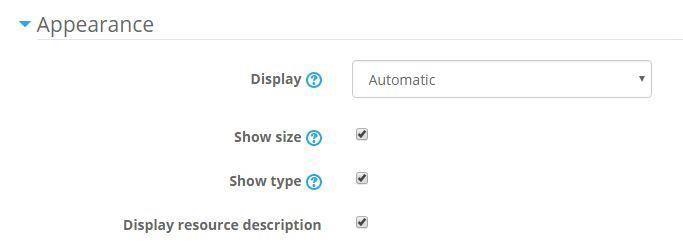 Appearance
Display ? Automatic
Show size ?
Show type ?
Display resource description